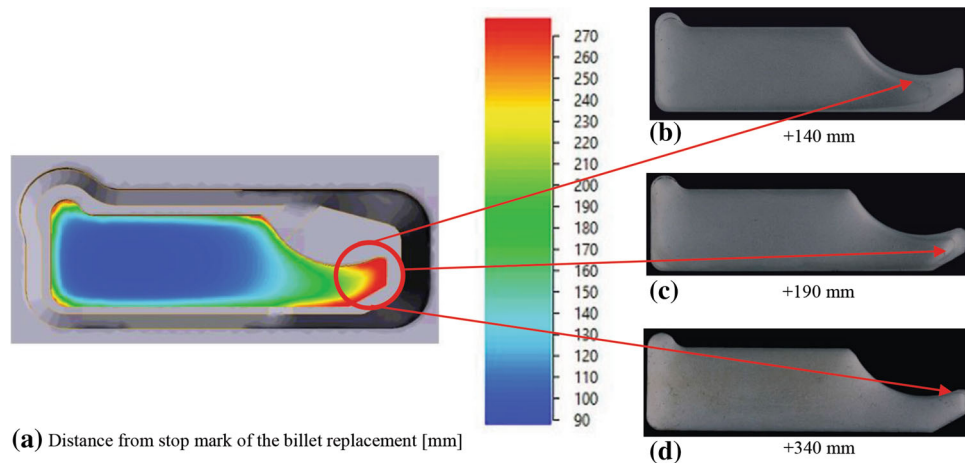 270
260
250
240
230
220
210
200
190
180
170
160
150
140
130
120
110
100
90
(a) Distance from stop mark of the billet replacement [mm]
(b)
+140 mm
(c)
+190 mm
(d)
+340 mm